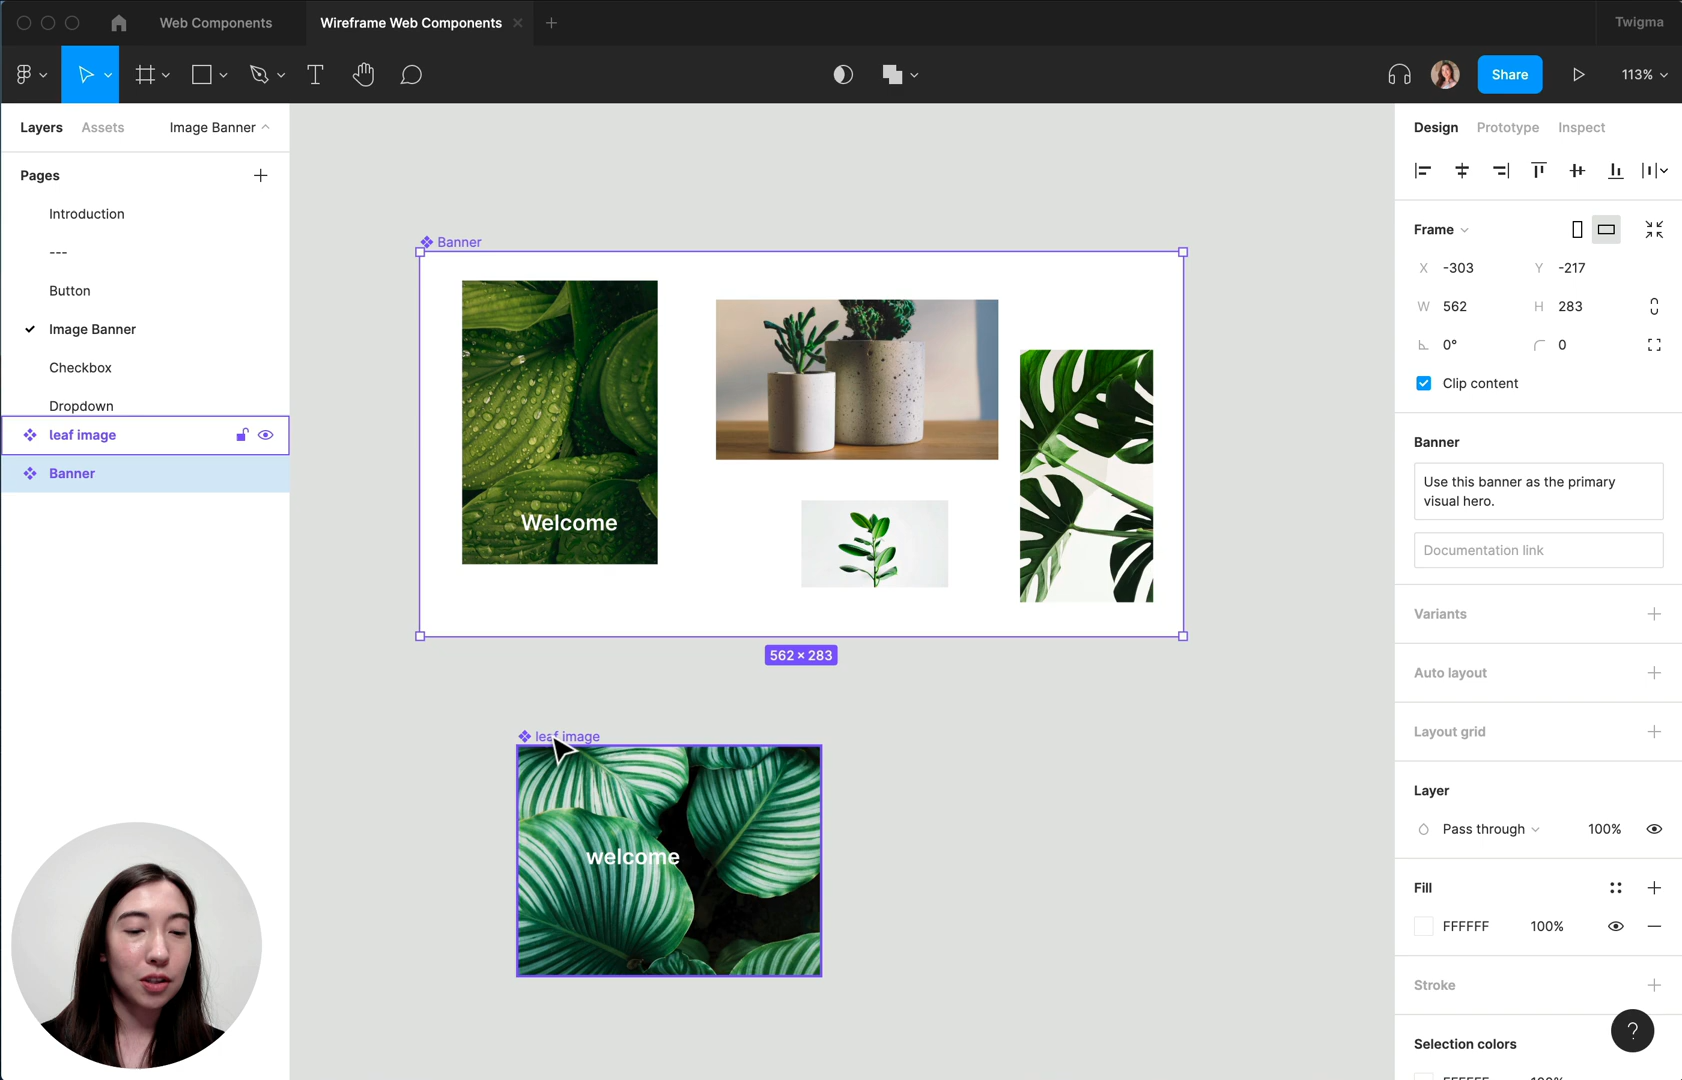 Web Components
Wireframe Web Components
Twigma
Share
113%
Layers
Assets
Image Banner
Pages
Introduction
---
Button
Image Banner
Checkbox
Dropdown
leaf image
Banner
Banner
Welcome
562 × 283
leaf image
welcome
Design
Prototype
Inspect
Frame
X -303
Y -217
W 562
H 283
0°
0
Clip content
Banner
Use this banner as the primary
visual hero.
Documentation link
Variants
Auto layout
Layout grid
Layer
Pass through
100%
Fill
FFFFFF
100%
Stroke
?
Selection colors